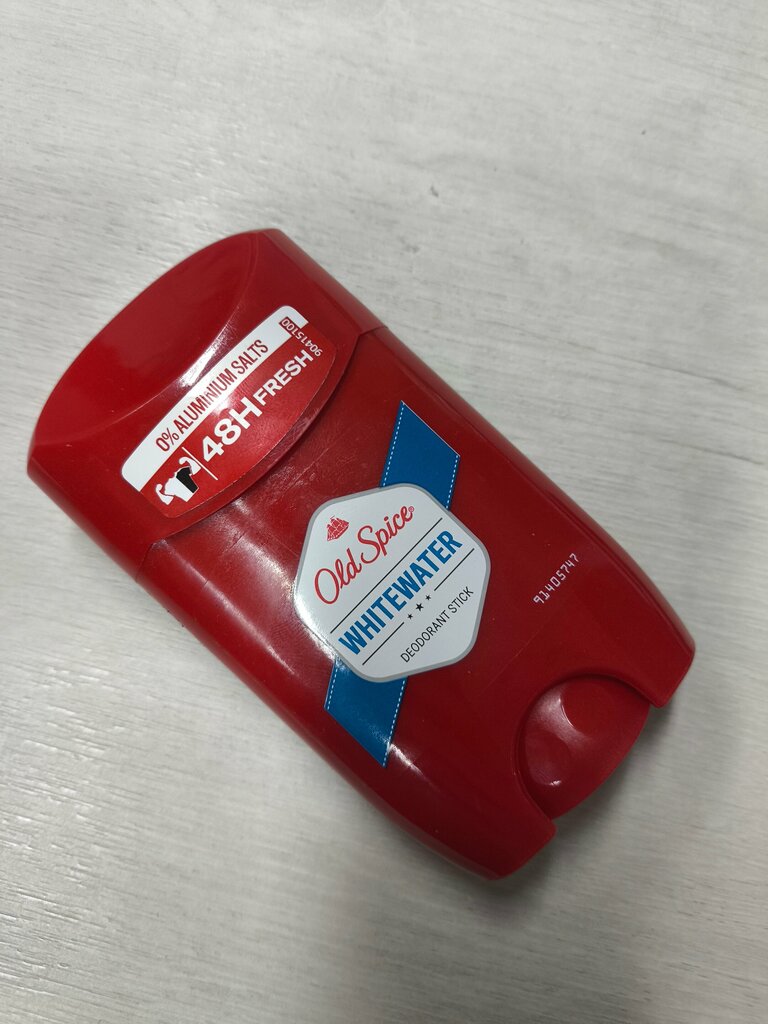 0% ALUMINIUM SALTS
48H FRESH
90415100
Old Spice®
WHITEWATER
DEODORANT STICK
91405747